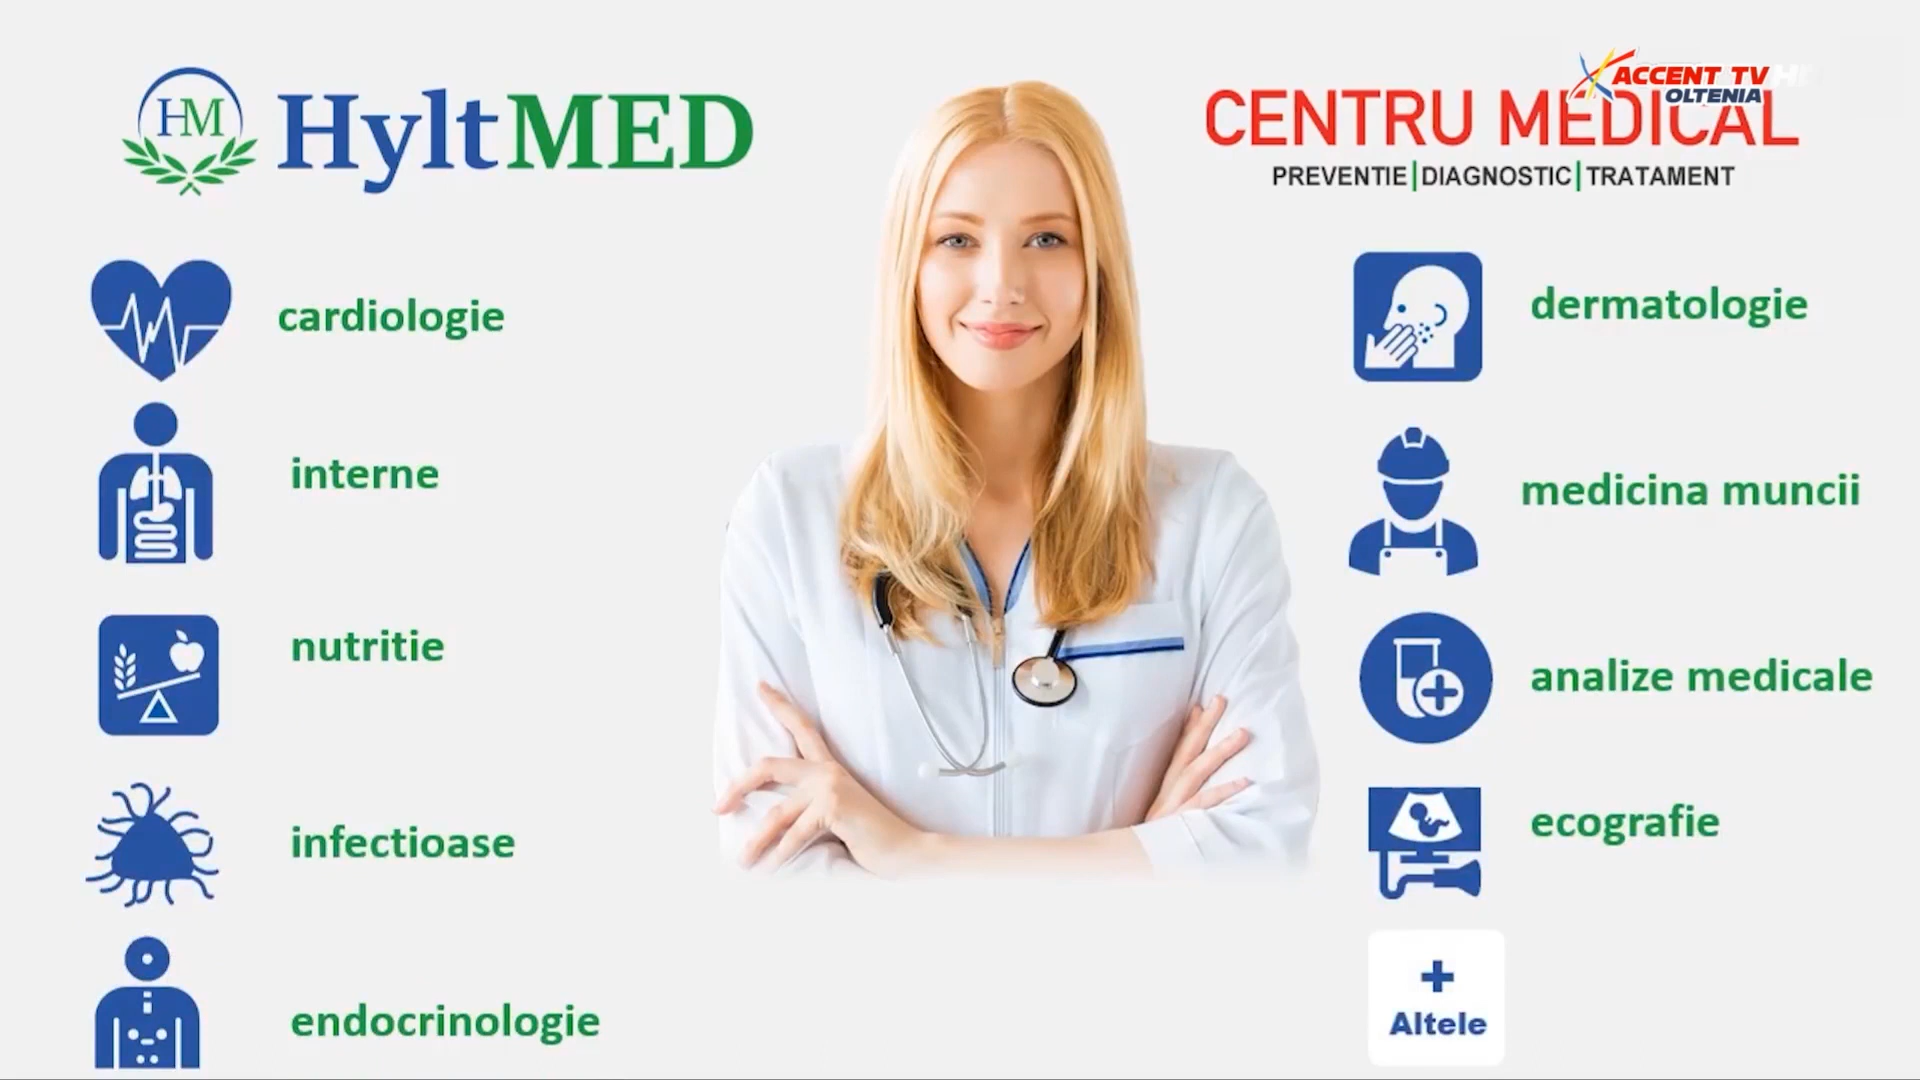 HM
HyltMED
ACCENT TV
OLTENIA
CENTRU MEDICAL
PREVENTIE|DIAGNOSTIC|TRATAMENT
cardiologie
interne
nutritie
infectioase
endocrinologie
dermatologie
medicina muncii
analize medicale
ecografie
+
Altele